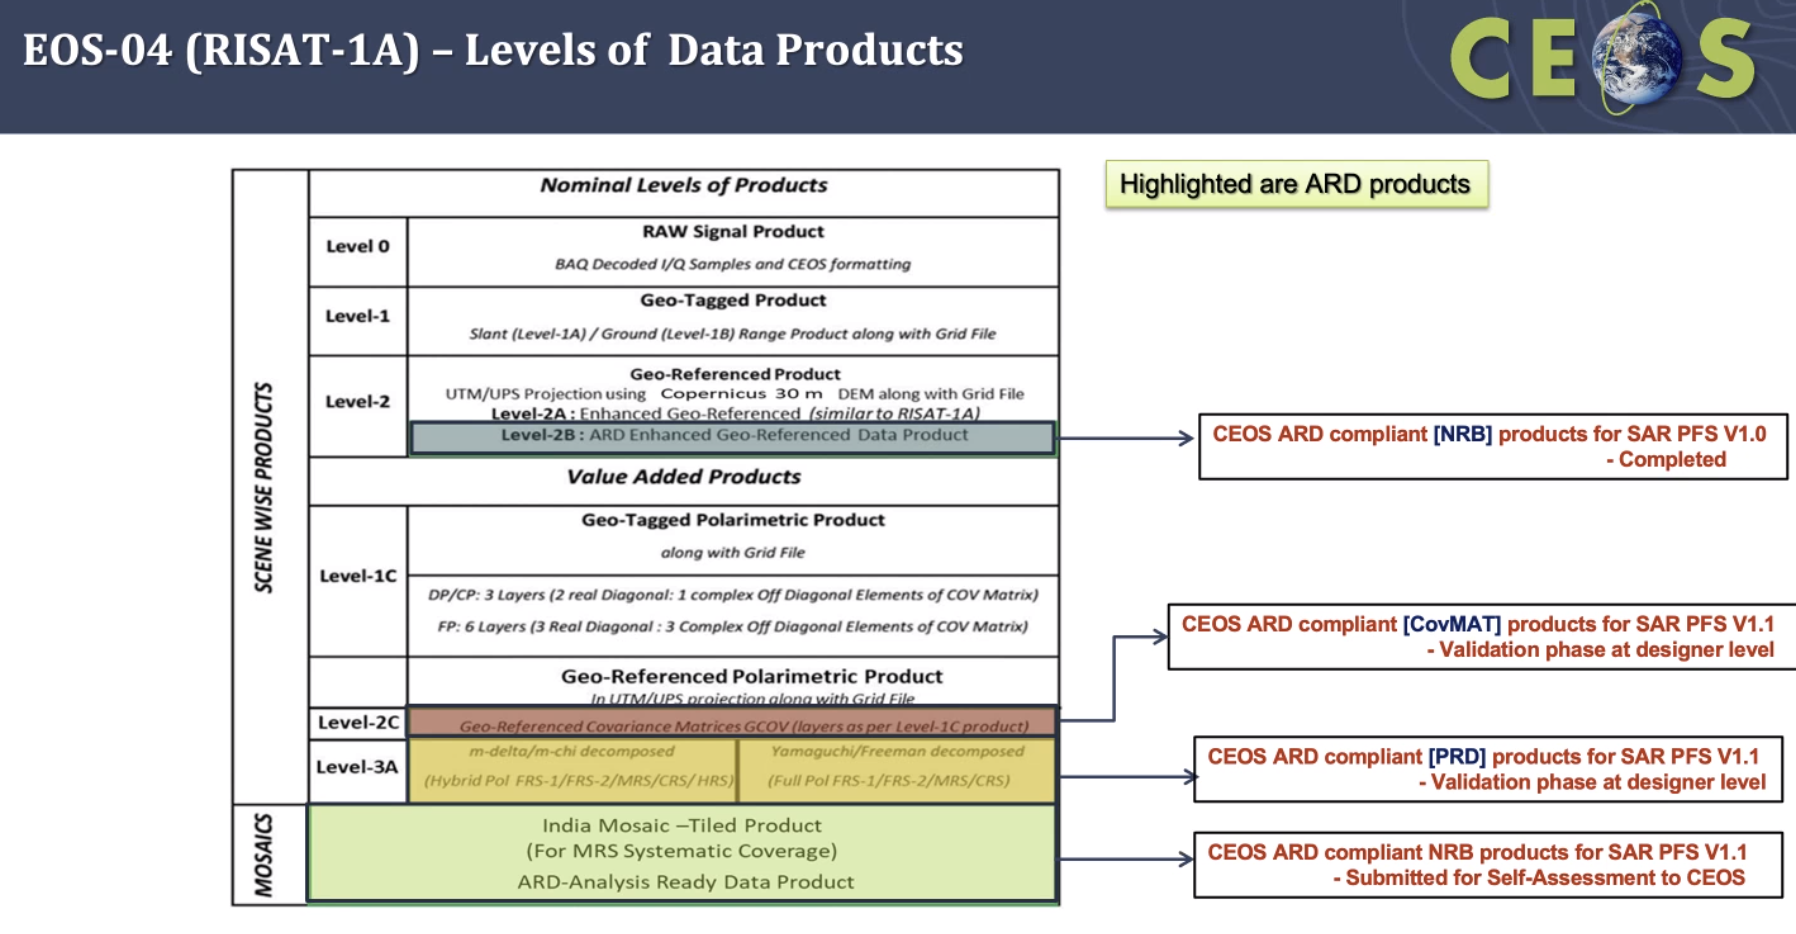 EOS-04 (RISAT-1A) – Levels of Data Products
CEOS
Highlighted are ARD products
SCENE WISE PRODUCTS
Nominal Levels of Products
Level 0
RAW Signal Product
BAQ Decoded I/Q Samples and CEOS formatting
Level-1
Geo-Tagged Product
Slant (Level-1A) / Ground (Level-1B) Range Product along with Grid File
Level-2
Geo-Referenced Product
UTM/UPS Projection using Copernicus 30 m DEM along with Grid File
Level-2A : Enhanced Geo-Referenced (similar to RISAT-1A)
Level-2B : ARD Enhanced Geo-Referenced Data Product
CEOS ARD compliant [NRB] products for SAR PFS V1.0
- Completed
Value Added Products
Level-1C
Geo-Tagged Polarimetric Product
along with Grid File
DP/CP: 3 Layers (2 real Diagonal: 1 complex Off Diagonal Elements of COV Matrix)
FP: 6 Layers (3 Real Diagonal : 3 Complex Off Diagonal Elements of COV Matrix)
Geo-Referenced Polarimetric Product
In UTM/UPS projection along with Grid File
Level-2C
Geo-Referenced Covariance Matrices GCOV (layers as per Level-1C product)
CEOS ARD compliant [CovMAT] products for SAR PFS V1.1
- Validation phase at designer level
Level-3A
m-delta/m-chi decomposed
(Hybrid Pol FRS-1/FRS-2/MRS/CRS/HRS)
Yamaguchi/Freeman decomposed
(Full Pol FRS-1/FRS-2/MRS/CRS)
CEOS ARD compliant [PRD] products for SAR PFS V1.1
- Validation phase at designer level
MOSAICS
India Mosaic –Tiled Product
(For MRS Systematic Coverage)
ARD-Analysis Ready Data Product
CEOS ARD compliant NRB products for SAR PFS V1.1
- Submitted for Self-Assessment to CEOS